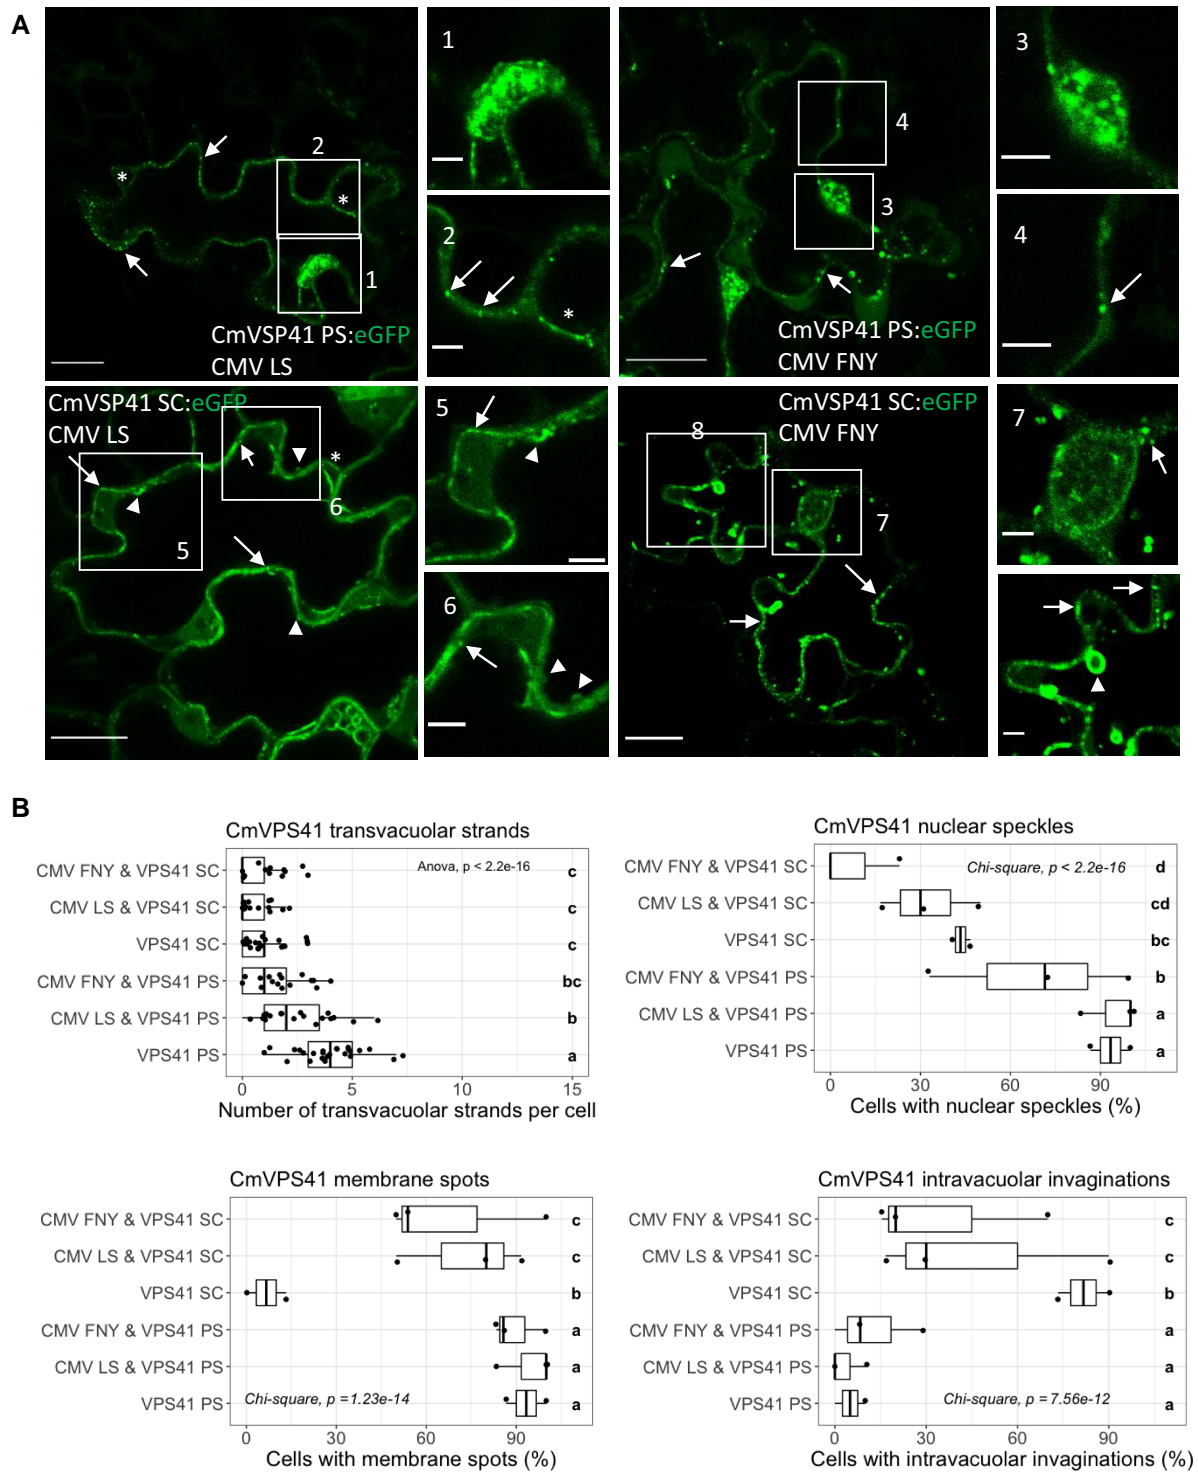 A
1
2
3
4
2
1
4
3
CmVSP41 PS:eGFP
CMV LS
CmVSP41 PS:eGFP
CMV FNY
CmVSP41 SC:eGFP
CMV LS
5
6
5
6
CmVSP41 SC:eGFP
CMV FNY
8
7
7
B
CmVPS41 transvacuolar strands
CMV FNY & VPS41 SC
CMV LS & VPS41 SC
VPS41 SC
CMV FNY & VPS41 PS
CMV LS & VPS41 PS
VPS41 PS
Anova, p < 2.2e-16
c
c
c
bc
b
a
0 5 10 15
Number of transvacuolar strands per cell
CmVPS41 nuclear speckles
CMV FNY & VPS41 SC
CMV LS & VPS41 SC
VPS41 SC
CMV FNY & VPS41 PS
CMV LS & VPS41 PS
VPS41 PS
Chi-square, p < 2.2e-16
d
cd
bc
b
a
a
0 30 60 90
Cells with nuclear speckles (%)
CmVPS41 membrane spots
CMV FNY & VPS41 SC
CMV LS & VPS41 SC
VPS41 SC
CMV FNY & VPS41 PS
CMV LS & VPS41 PS
VPS41 PS
c
c
b
a
a
a
Chi-square, p =1.23e-14
0 30 60 90
Cells with membrane spots (%)
CmVPS41 intravacuolar invaginations
CMV FNY & VPS41 SC
CMV LS & VPS41 SC
VPS41 SC
CMV FNY & VPS41 PS
CMV LS & VPS41 PS
VPS41 PS
c
c
b
a
a
a
Chi-square, p =7.56e-12
0 30 60 90
Cells with intravacuolar invaginations (%)